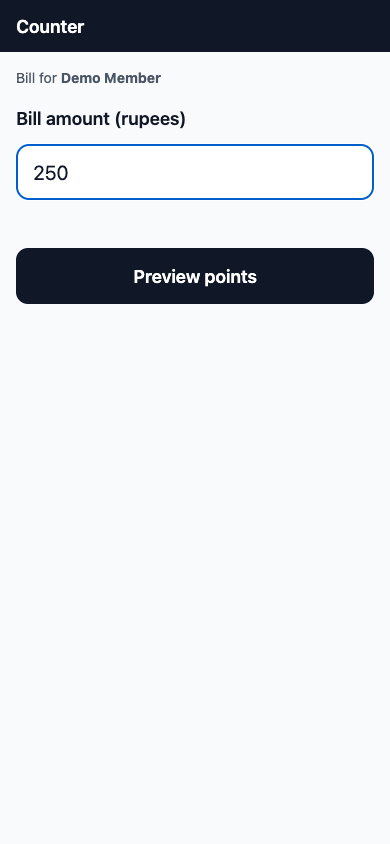 Counter
Bill for Demo Member
Bill amount (rupees)
250
Preview points